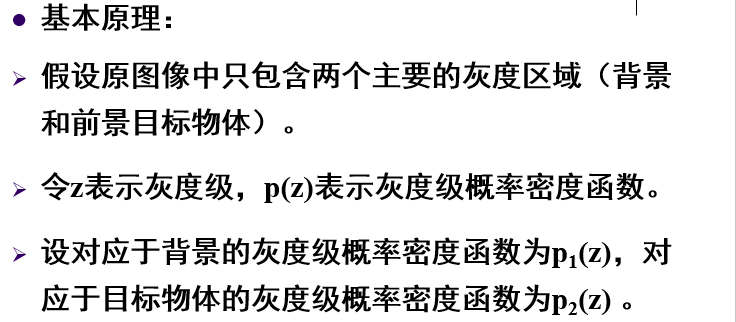 ● 基本原理：
➢ 假设原图像中只包含两个主要的灰度区域（背景
和前景目标物体）。
➢ 令z表示灰度级，p(z)表示灰度级概率密度函数。
➢ 设对应于背景的灰度级概率密度函数为p₁(z)，对
应于目标物体的灰度级概率密度函数为p₂(z) 。